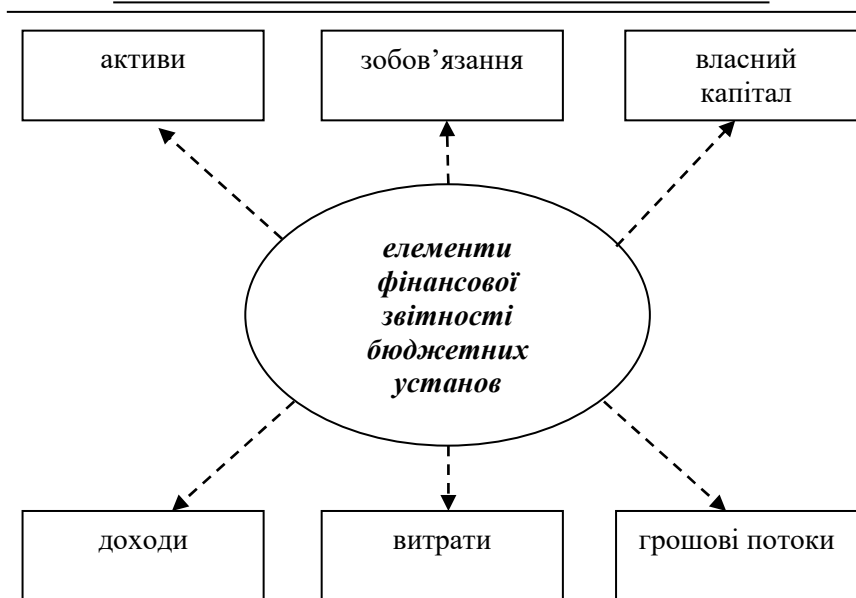 активи
зобов’язання
власний
капітал
елементи
фінансової
звітності
бюджетних
установ
доходи
витрати
грошові потоки